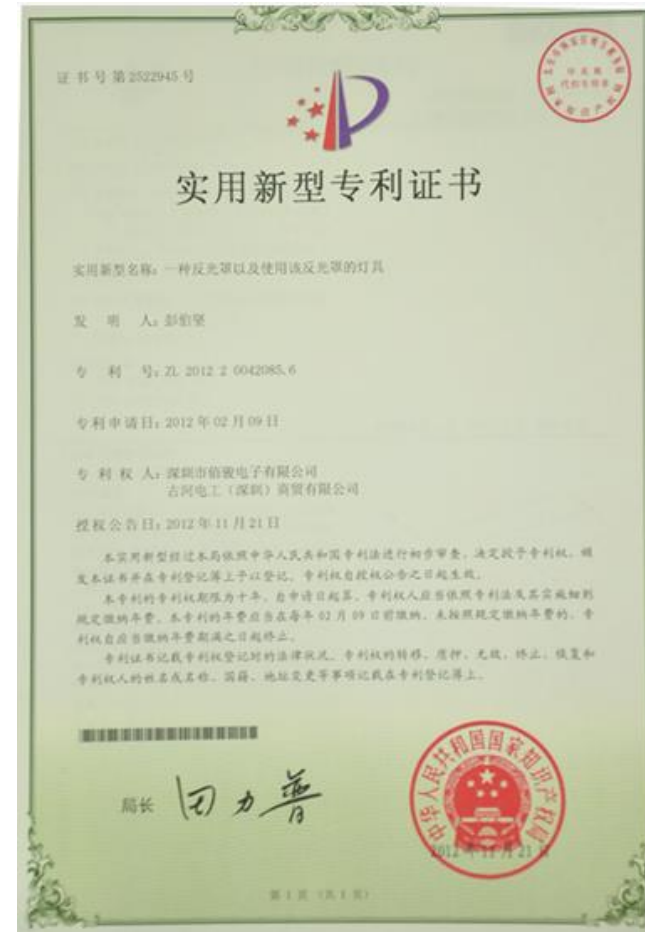 证书号第2522945号
实用新型专利证书
实用新型名称：一种反光罩以及使用该反光罩的灯具
发 明 人：彭伯坚
专 利 号：ZL 2012 2 0042085.6
专利申请日：2012年02月09日
专 利 权 人：深圳市佰骏电子有限公司
古河电工（深圳）商贸有限公司
授权公告日：2012年11月21日
本实用新型经过本局依照中华人民共和国专利法进行初步审查，决定授予专利权，颁
发本证书并在专利登记簿上予以登记。专利权自授权公告之日起生效。
本专利的专利权期限为十年，自申请日起算。专利权人应当依照专利法及其实施细则
规定缴纳年费。本专利的年费应当在每年02月09日前缴纳。未按照规定缴纳年费的，专
利权自应当缴纳年费期满之日起终止。
专利证书记载专利权登记时的法律状况。专利权的转移、质押、无效、终止、恢复和
专利权人的姓名或名称、国籍、地址变更等事项记载在专利登记簿上。
局长 田力普
中华人民共和国国家知识产权局
2012年11月21日
第1页（共1页）